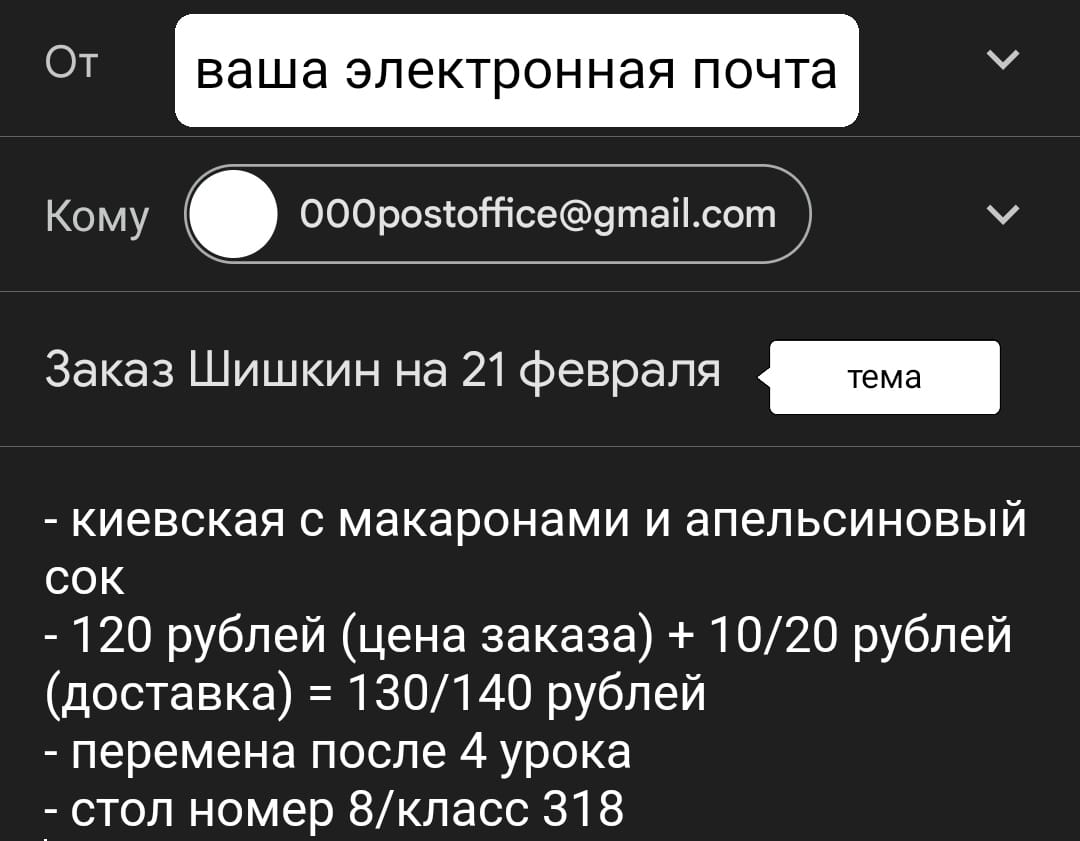 От ваша электронная почта
Кому 000postoffice@gmail.com
Заказ Шишкин на 21 февраля тема
- киевская с макаронами и апельсиновый
сок
- 120 рублей (цена заказа) + 10/20 рублей
(доставка) = 130/140 рублей
- перемена после 4 урока
- стол номер 8/класс 318